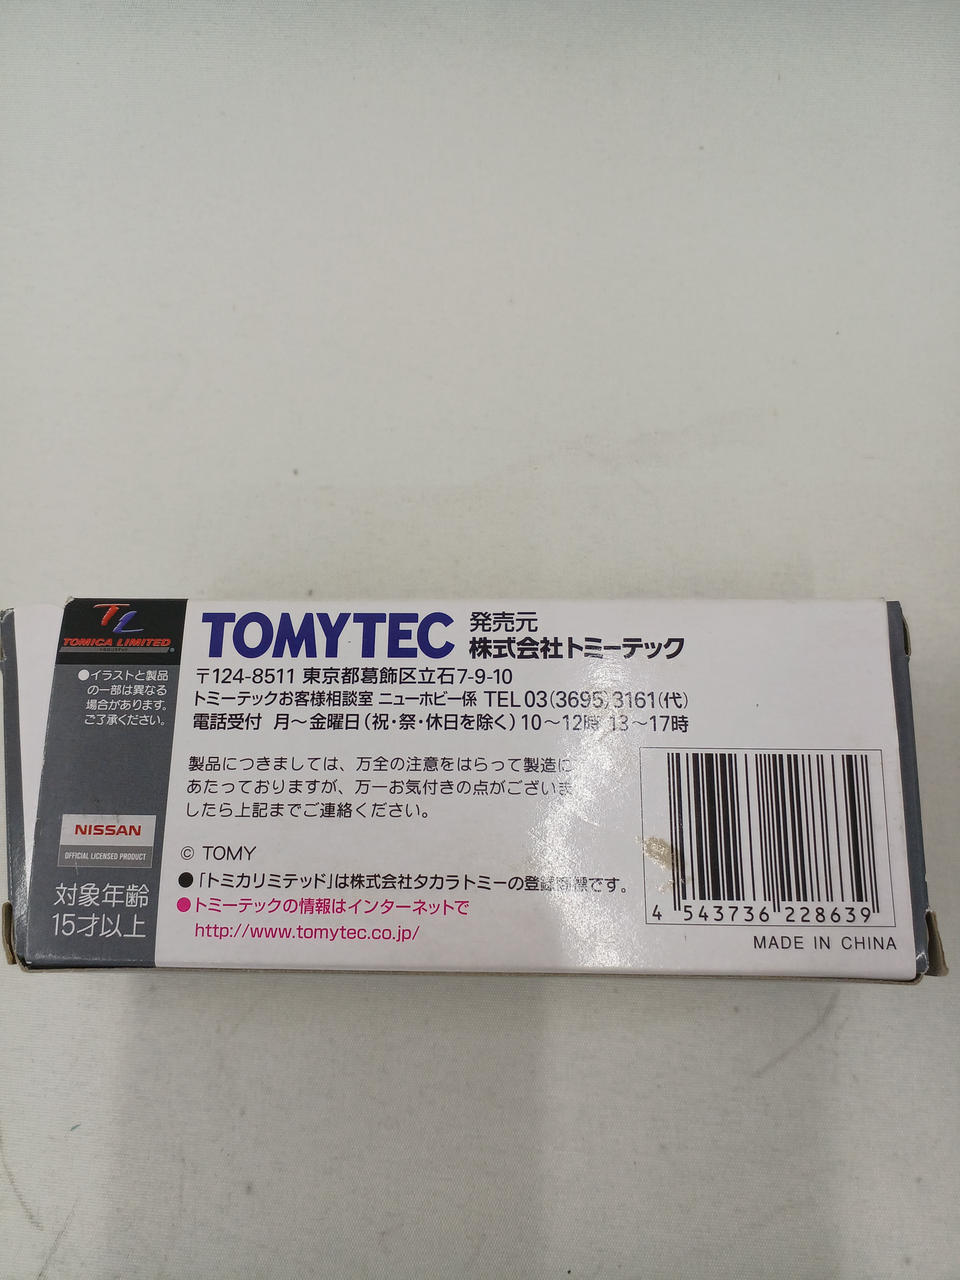 TL
TOMICA LIMITED
●イラストと製品
の一部は異なる
場合があります。
ご了承ください。
NISSAN
OFFICIAL LICENSED PRODUCT
対象年齢
15才以上
TOMYTEC
発売元
株式会社トミーテック
〒124-8511 東京都葛飾区立石7-9-10
トミーテックお客様相談室 ニューホビー係 TEL 03(3695)3161(代)
電話受付 月〜金曜日(祝・祭・休日を除く) 10〜12時 13〜17時
製品につきましては、万全の注意をはらって製造に
あたっておりますが、万一お気付きの点がございま
したら上記までご連絡ください。
© TOMY
●「トミカリミテッド」は株式会社タカラトミーの登録商標です。
●トミーテックの情報はインターネットで
http://www.tomytec.co.jp/
4 543736 228639
MADE IN CHINA